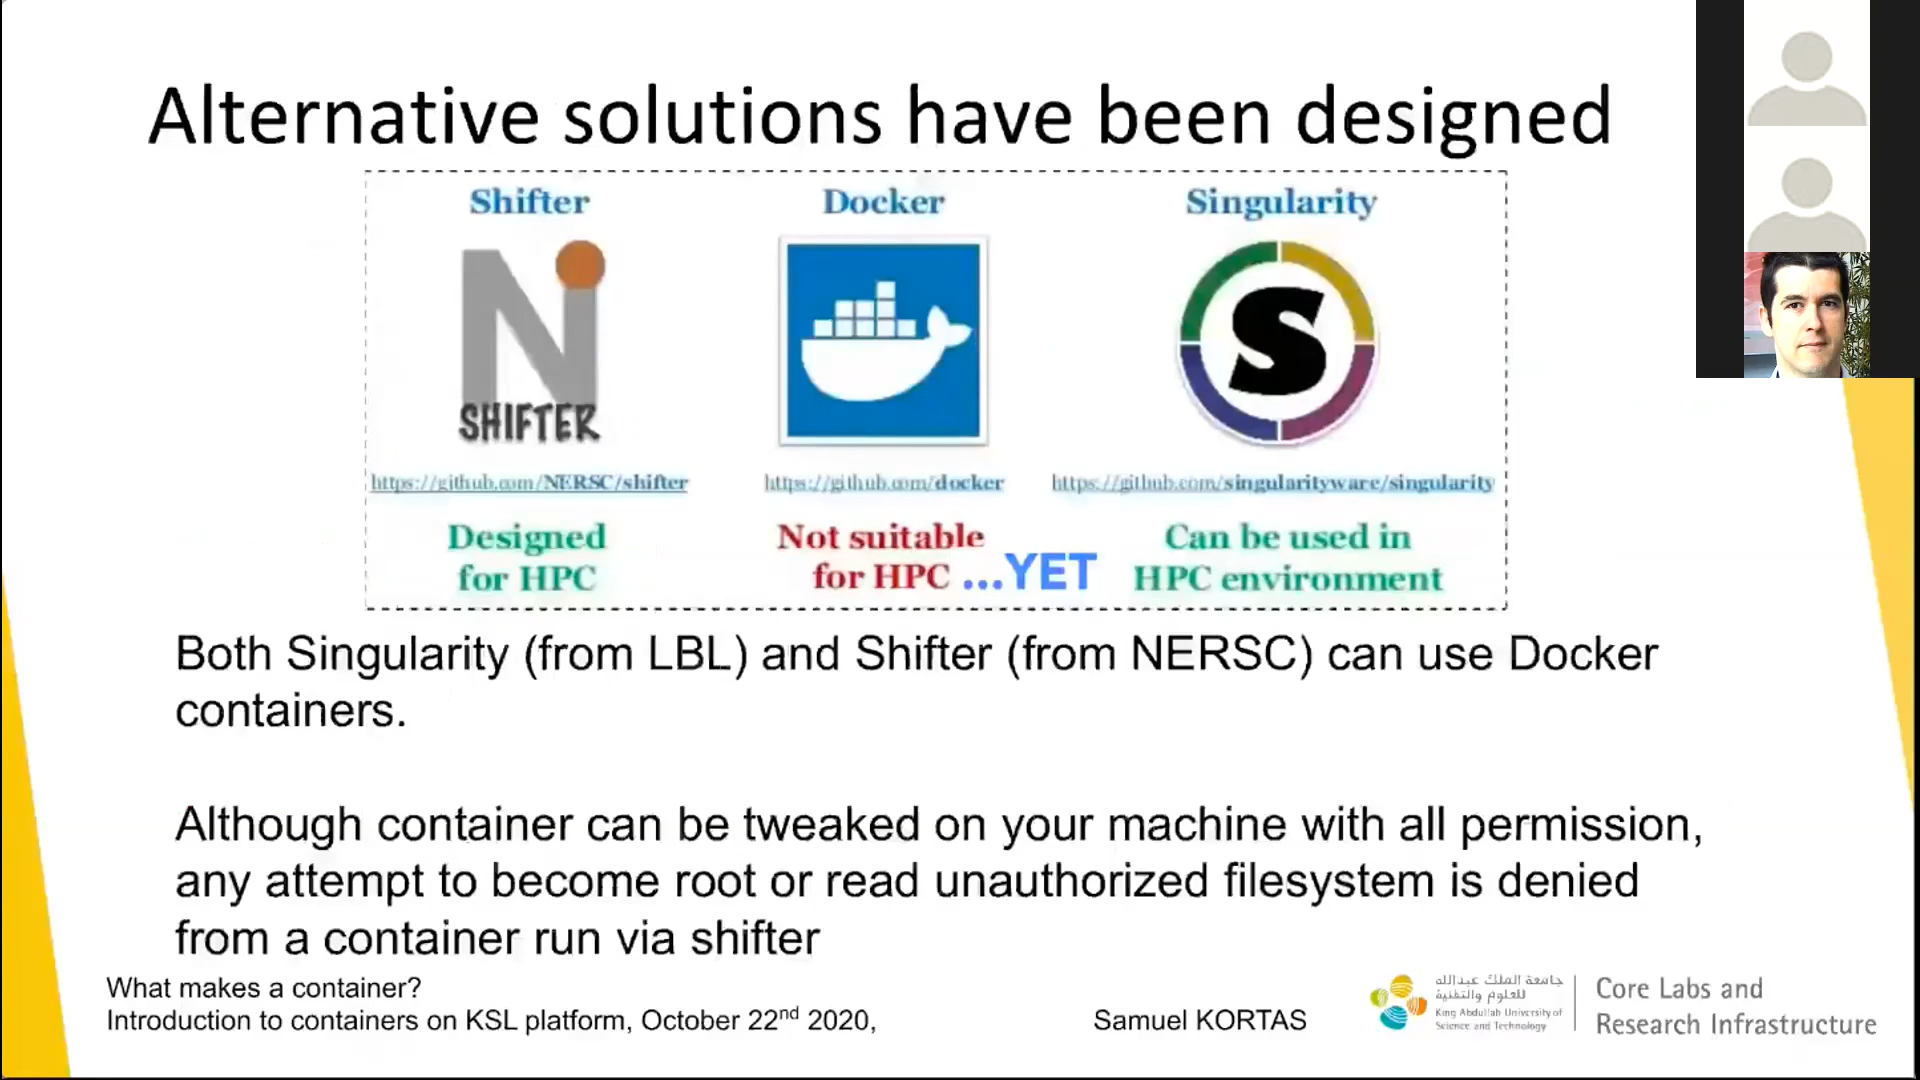 Alternative solutions have been designed
Shifter
Docker
Singularity
SHIFTER
S
https://github.com/NERSC/shifter
https://github.com/docker
https://github.com/singularityware/singularity
Designed
for HPC
Not suitable
for HPC ...YET
Can be used in
HPC environment
Both Singularity (from LBL) and Shifter (from NERSC) can use Docker
containers.
Although container can be tweaked on your machine with all permission,
any attempt to become root or read unauthorized filesystem is denied
from a container run via shifter
What makes a container?
Introduction to containers on KSL platform, October 22nd 2020,
Samuel KORTAS
جامعة الملك عبدالله
للعلوم والتقنية
King Abdullah University of
Science and Technology
Core Labs and
Research Infrastructure